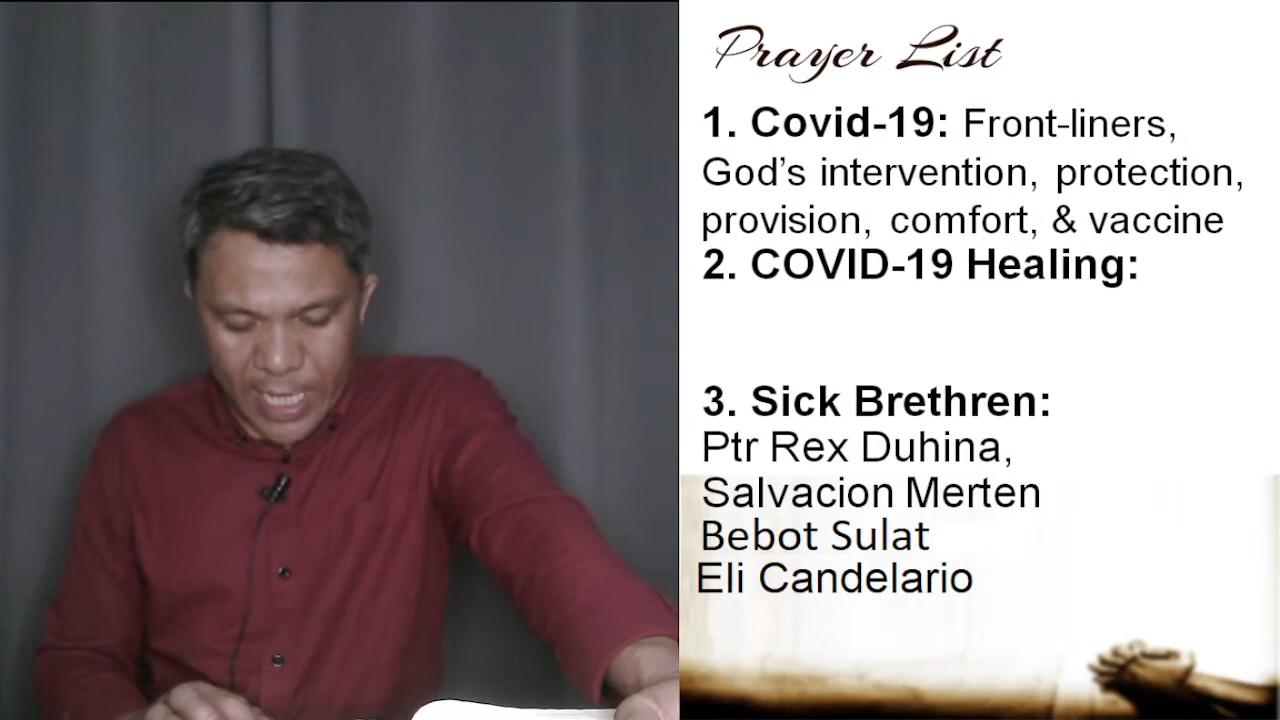 Prayer List
1. Covid-19: Front-liners,
God’s intervention, protection,
provision, comfort, & vaccine
2. COVID-19 Healing:
3. Sick Brethren:
Ptr Rex Duhina,
Salvacion Merten
Bebot Sulat
Eli Candelario